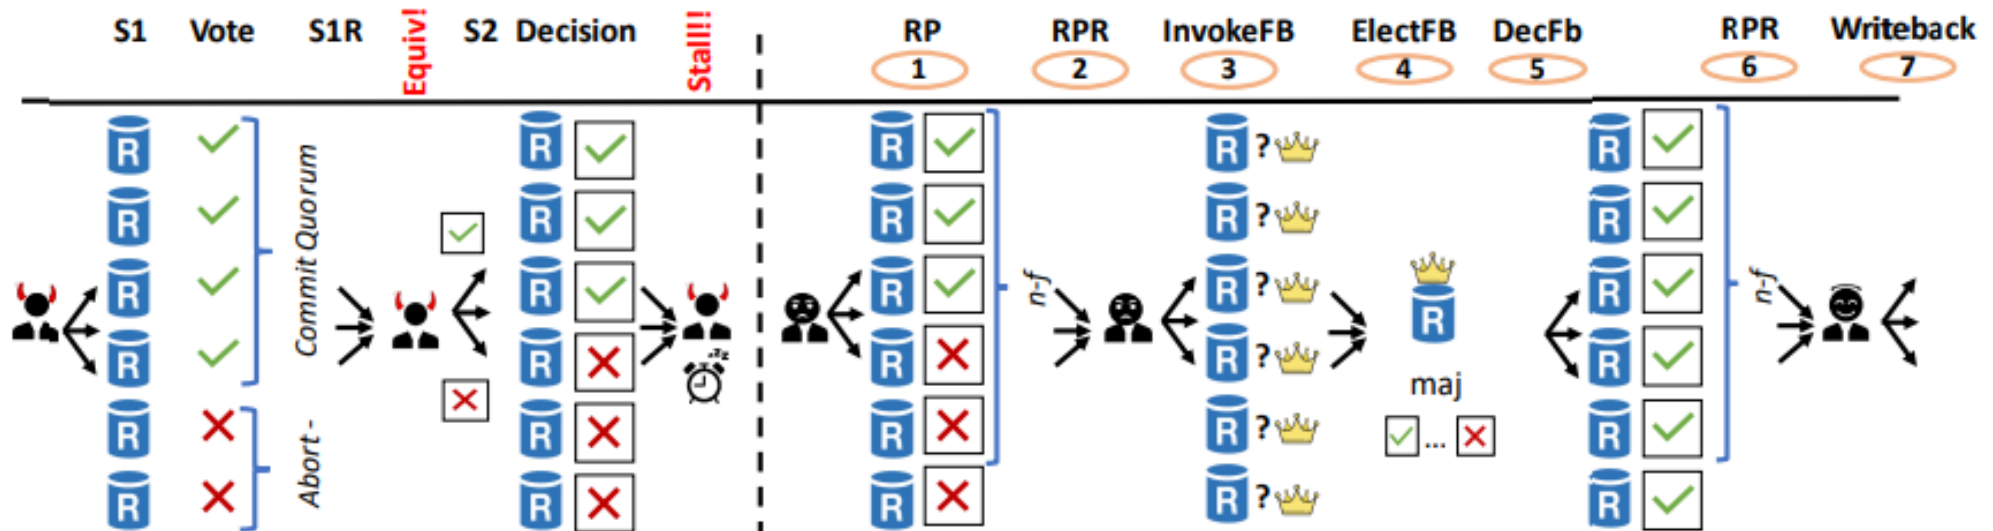 S1 Vote S1R Equiv! S2 Decision Stall!! RP RPR InvokeFB ElectFB DecFb RPR Writeback
1 2 3 4 5 6 7
Commit Quorum
Abort -
R R R R R R
R R R R R R
R R R R R R
R R R R R R
R R R R R R
R R R R R R
? ? ? ? ? ?
n-f
R
maj
...
R R R R R R
n-f
zz